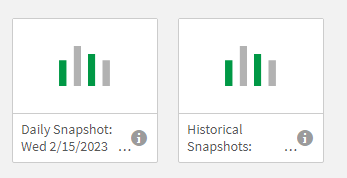 Daily Snapshot:
Wed 2/15/2023 ...
Historical
Snapshots: ...